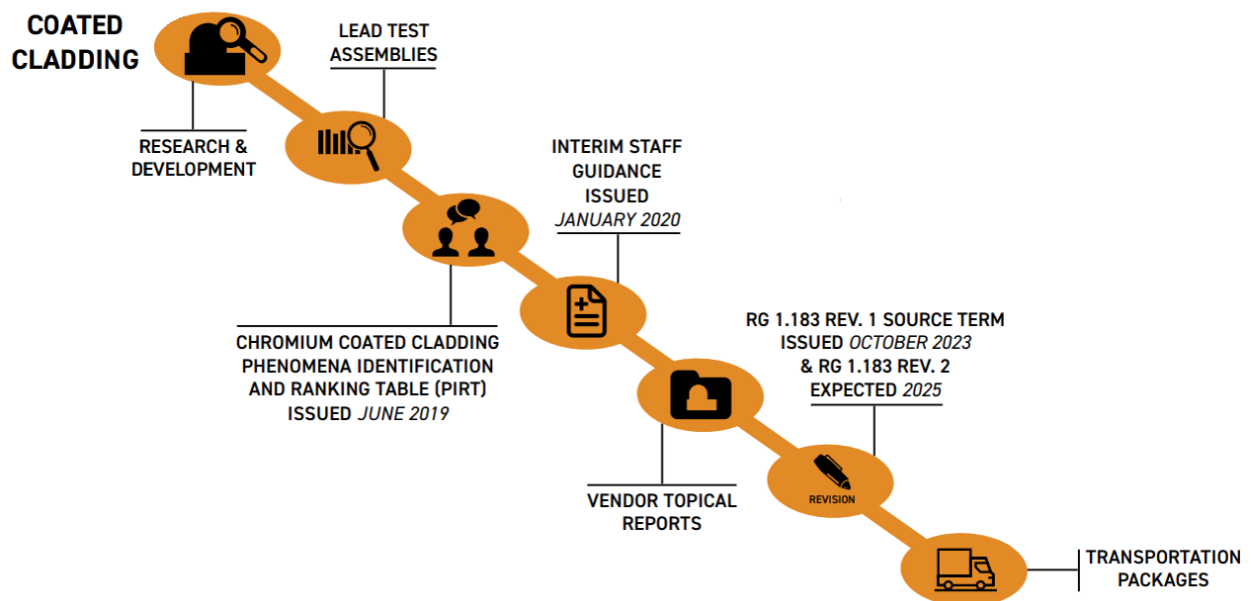 COATED
CLADDING
RESEARCH &
DEVELOPMENT
LEAD TEST
ASSEMBLIES
CHROMIUM COATED CLADDING
PHENOMENA IDENTIFICATION
AND RANKING TABLE (PIRT)
ISSUED JUNE 2019
INTERIM STAFF
GUIDANCE
ISSUED
JANUARY 2020
VENDOR TOPICAL
REPORTS
RG 1.183 REV. 1 SOURCE TERM
ISSUED OCTOBER 2023
& RG 1.183 REV. 2
EXPECTED 2025
REVISION
TRANSPORTATION
PACKAGES